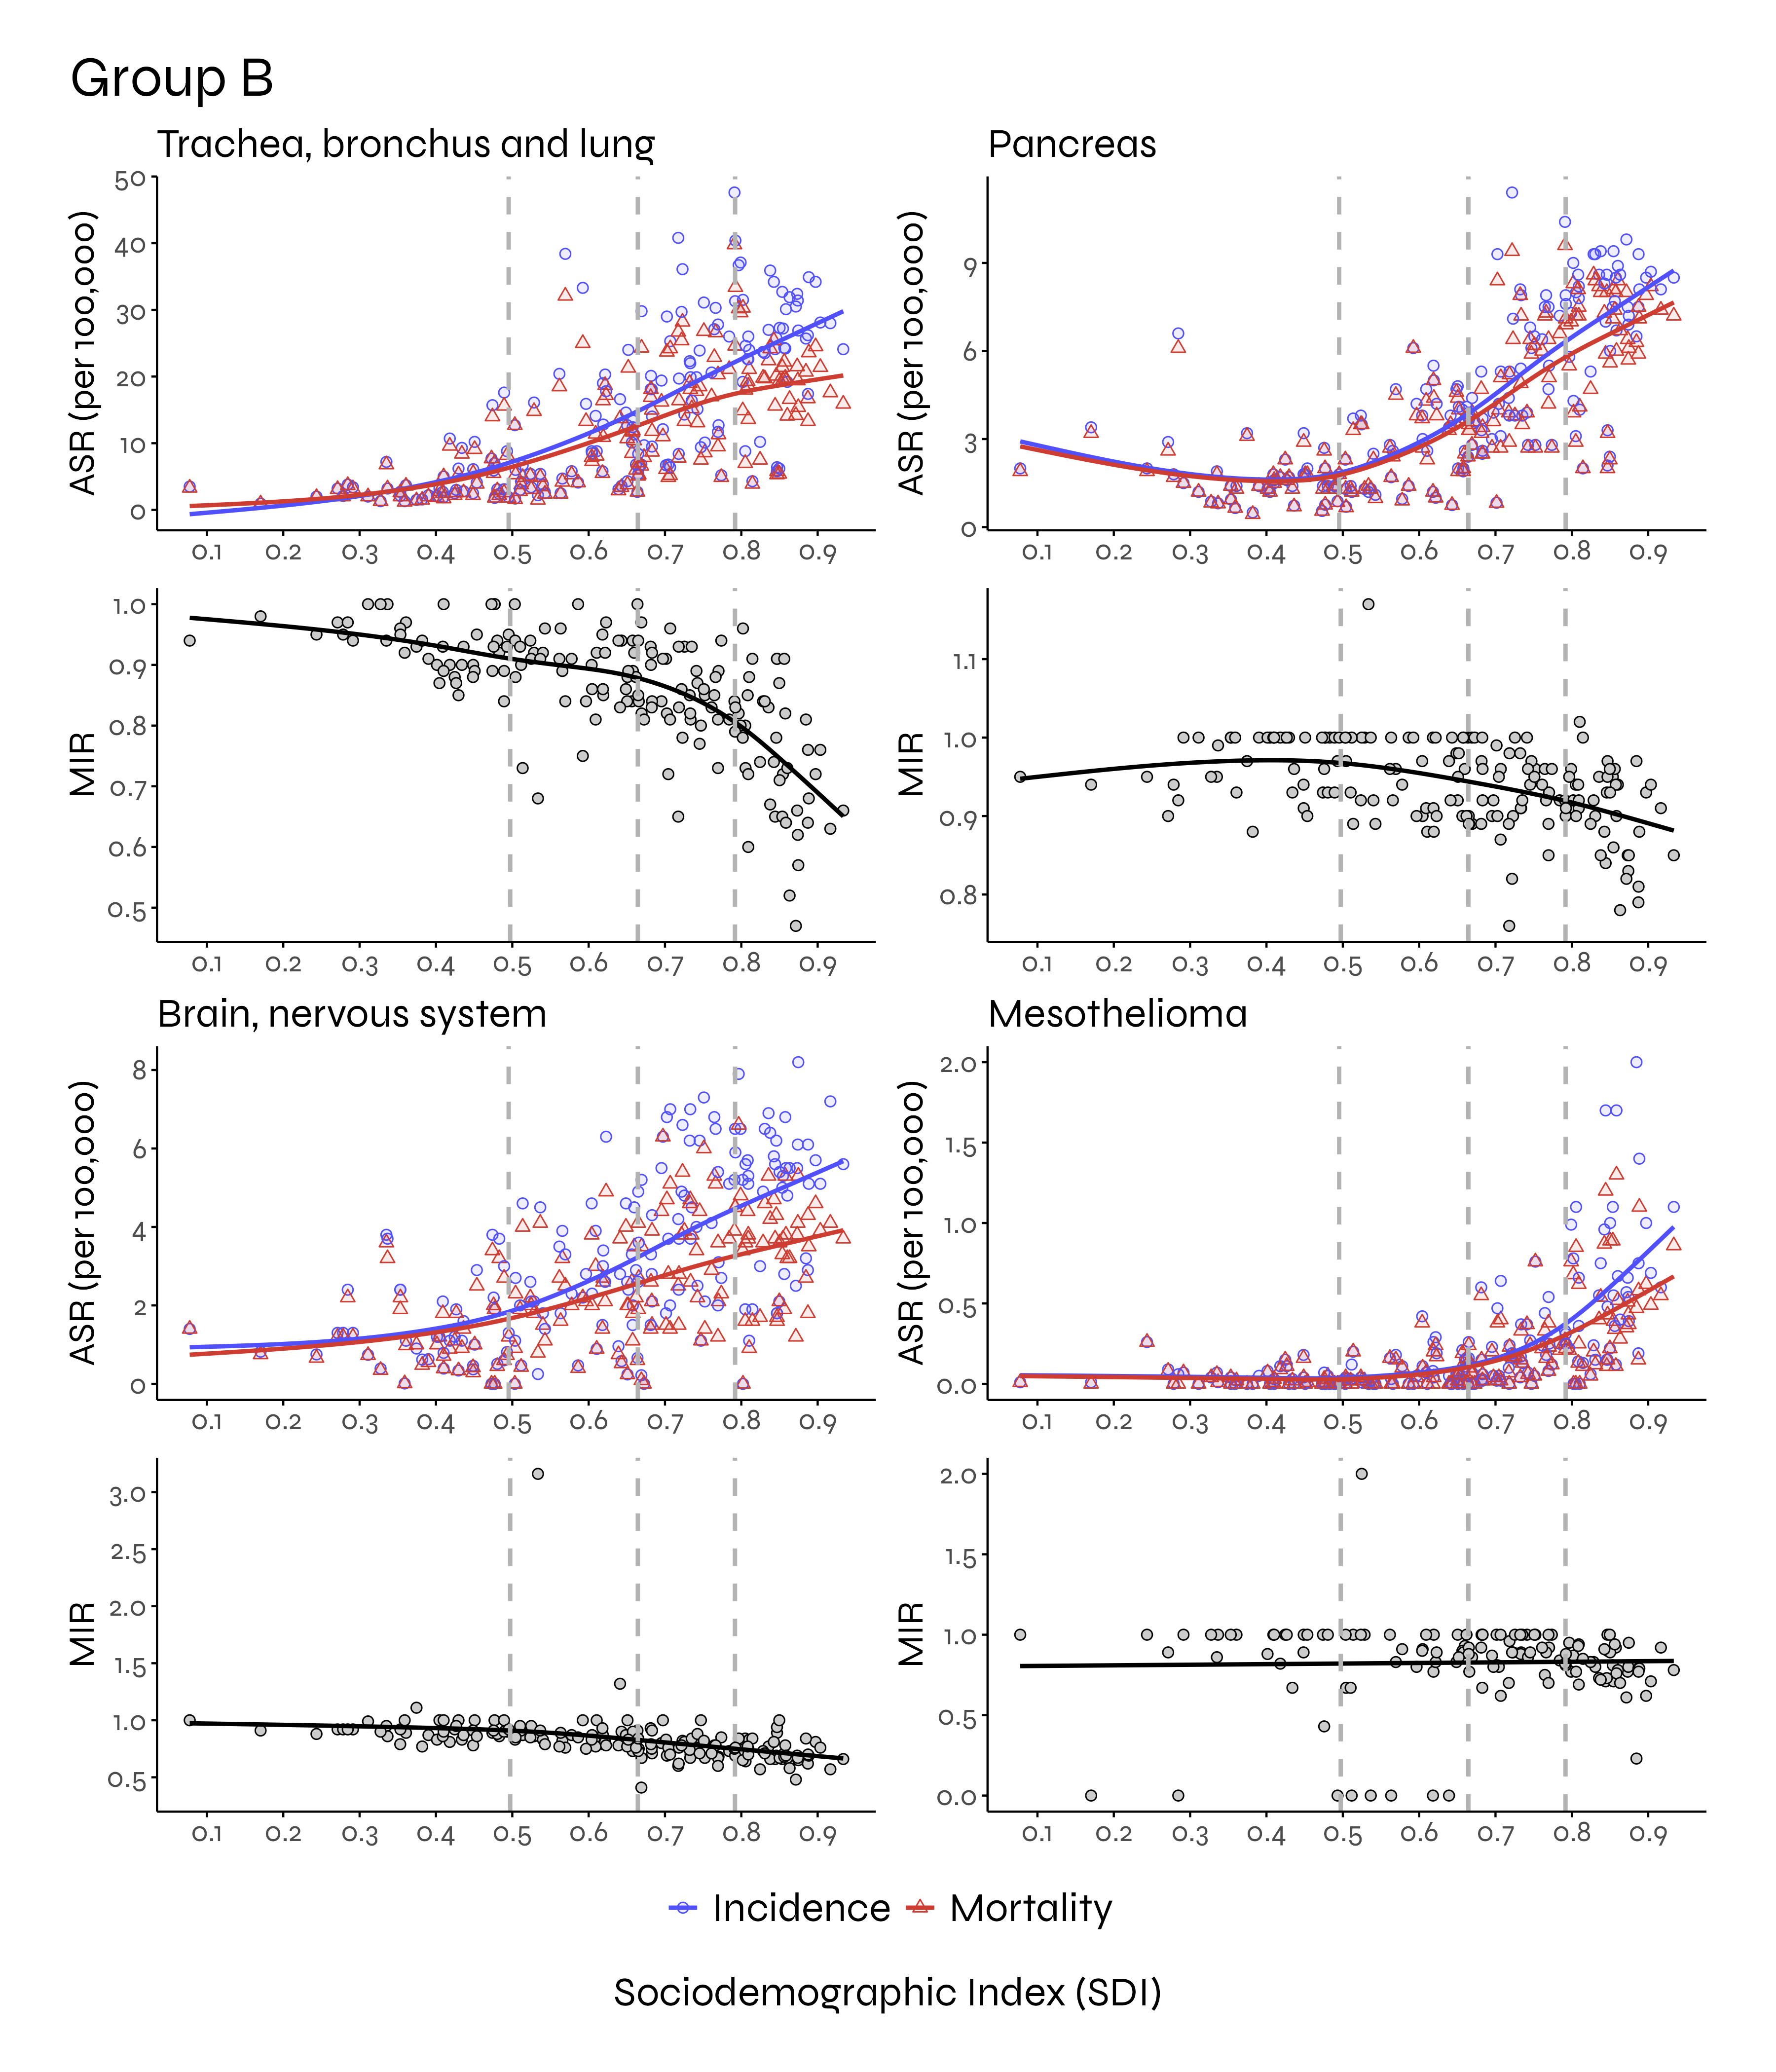 Group B
Trachea, bronchus and lung
ASR (per 100,000)
50
40
30
20
10
0
0.1 0.2 0.3 0.4 0.5 0.6 0.7 0.8 0.9
Pancreas
ASR (per 100,000)
9
6
3
0
0.1 0.2 0.3 0.4 0.5 0.6 0.7 0.8 0.9
MIR
1.0
0.9
0.8
0.7
0.6
0.5
0.1 0.2 0.3 0.4 0.5 0.6 0.7 0.8 0.9
MIR
1.1
1.0
0.9
0.8
0.1 0.2 0.3 0.4 0.5 0.6 0.7 0.8 0.9
Brain, nervous system
ASR (per 100,000)
8
6
4
2
0
0.1 0.2 0.3 0.4 0.5 0.6 0.7 0.8 0.9
Mesothelioma
ASR (per 100,000)
2.0
1.5
1.0
0.5
0.0
0.1 0.2 0.3 0.4 0.5 0.6 0.7 0.8 0.9
MIR
3.0
2.5
2.0
1.5
1.0
0.5
0.1 0.2 0.3 0.4 0.5 0.6 0.7 0.8 0.9
MIR
2.0
1.5
1.0
0.5
0.0
0.1 0.2 0.3 0.4 0.5 0.6 0.7 0.8 0.9
Incidence Mortality
Sociodemographic Index (SDI)